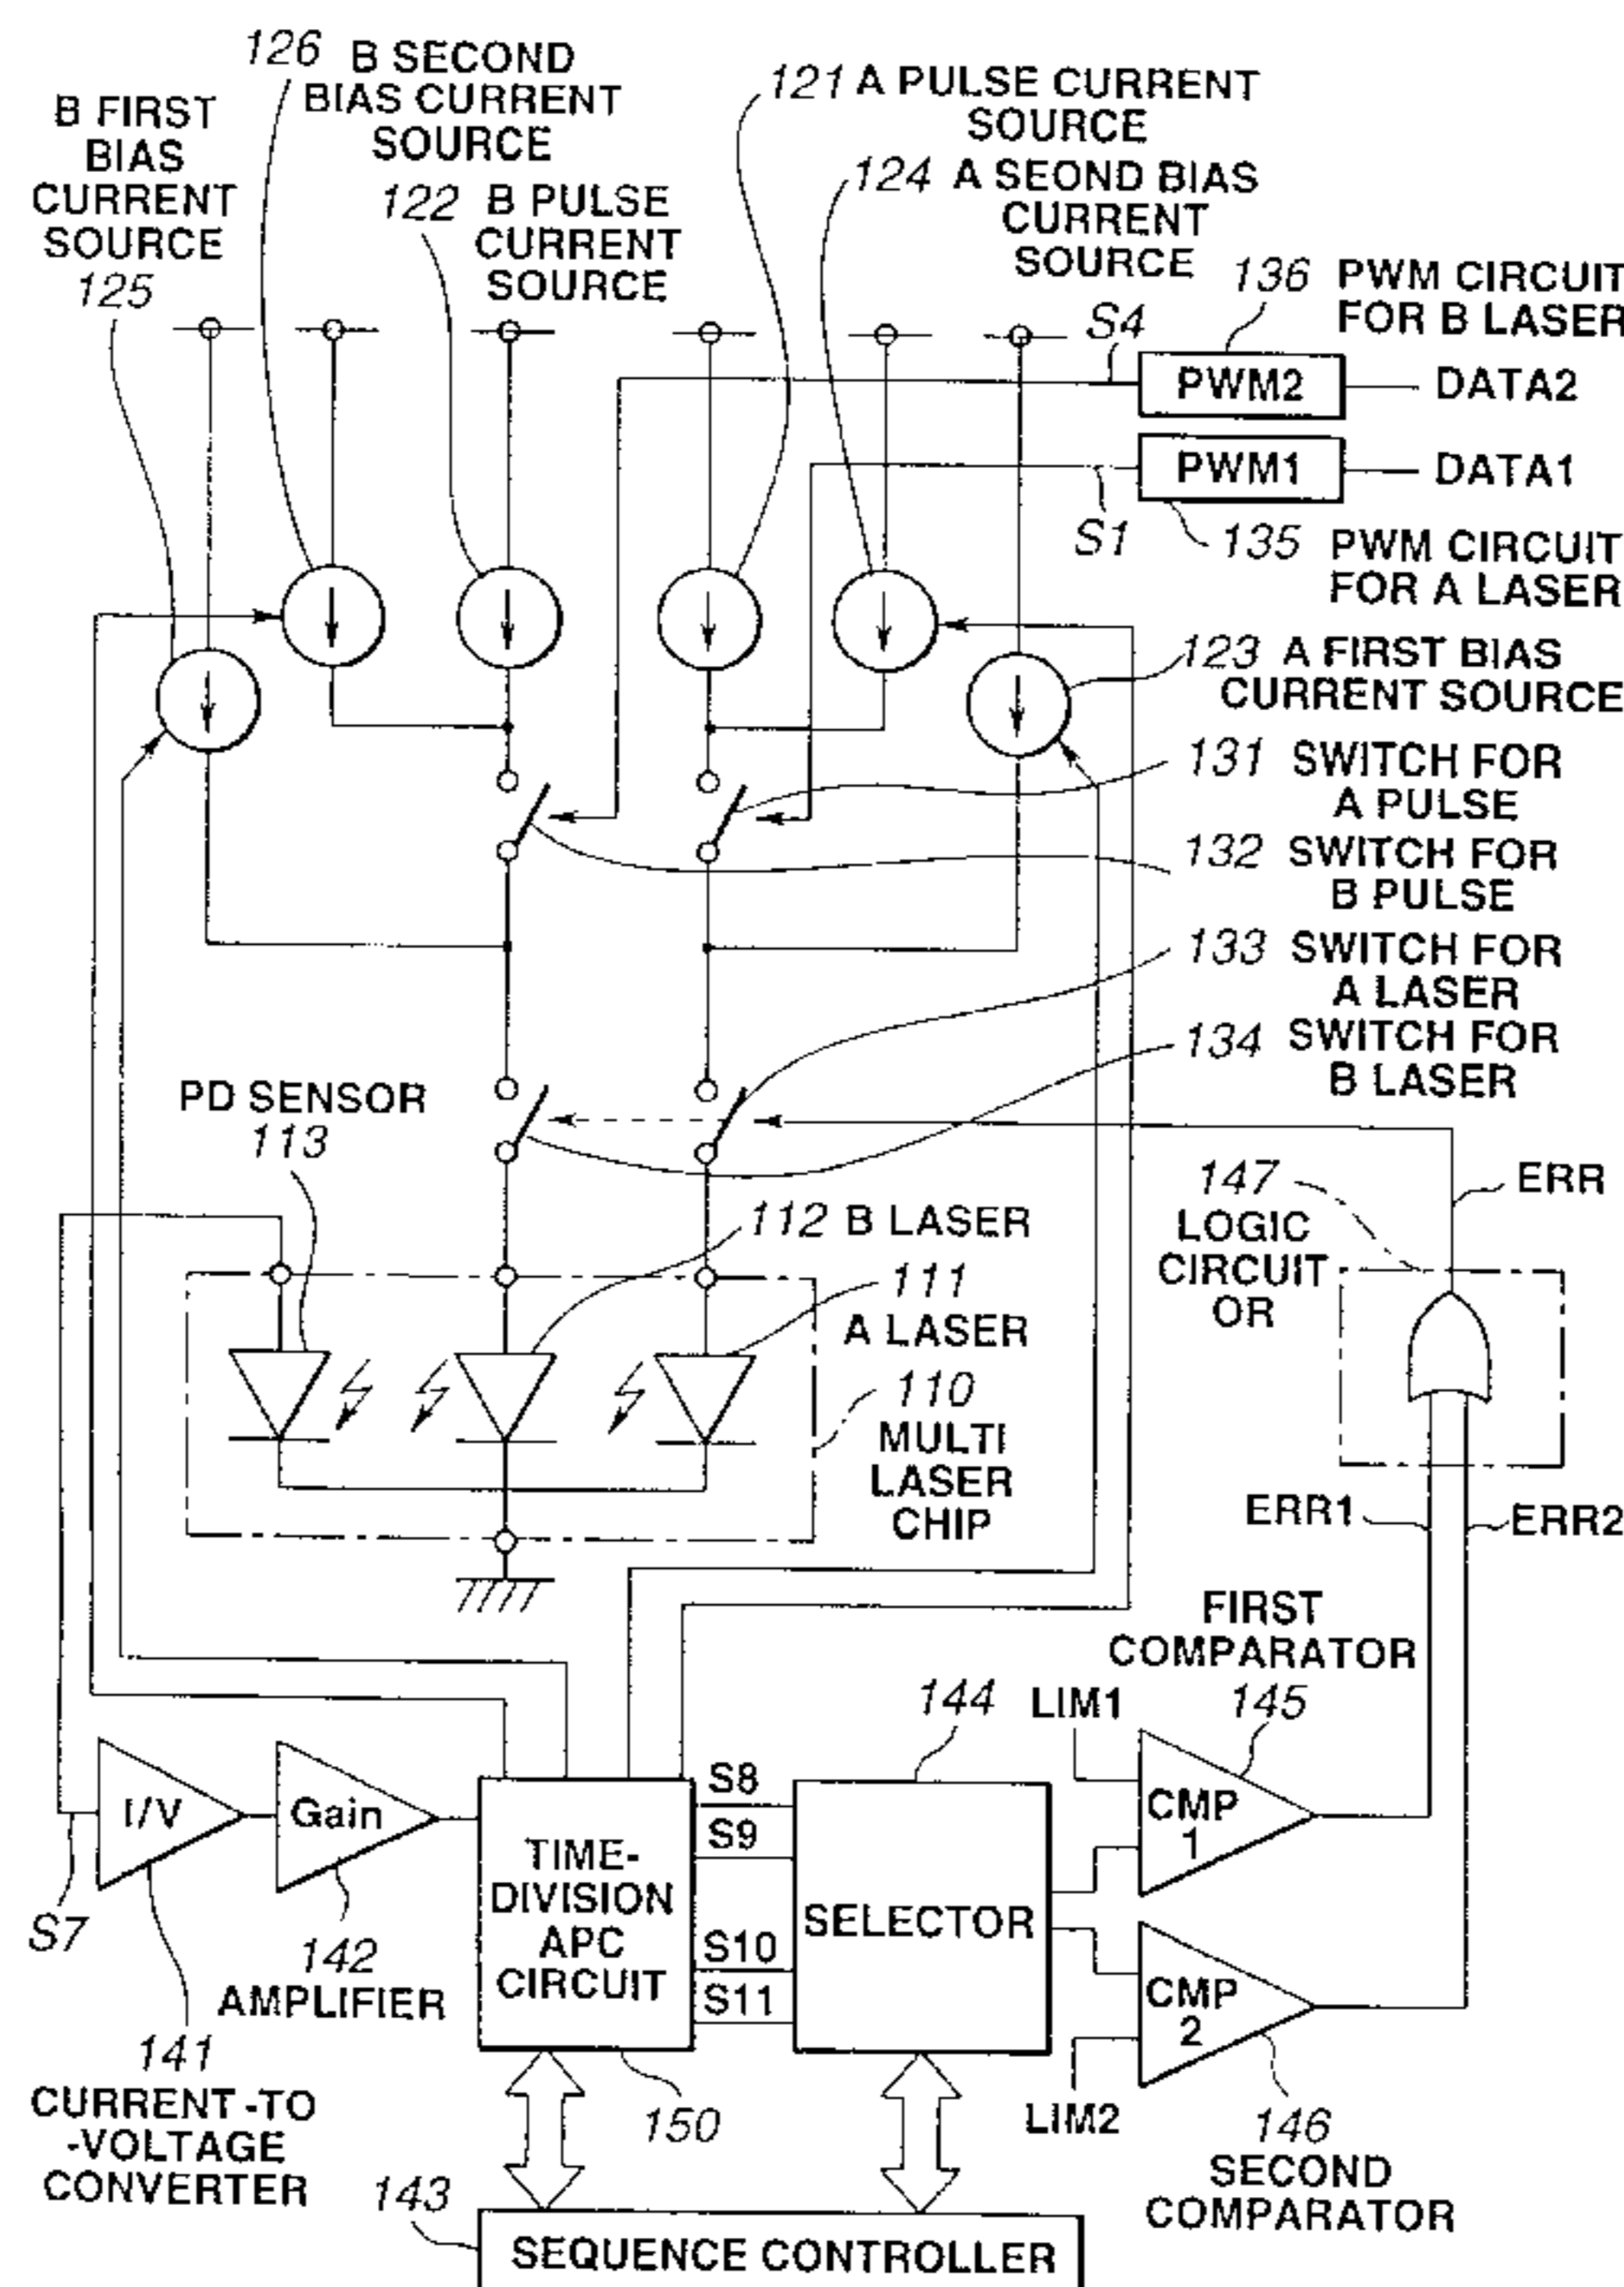 126 B SECOND
BIAS CURRENT
SOURCE
B FIRST
BIAS
CURRENT
SOURCE
125
122 B PULSE
CURRENT
SOURCE
121 A PULSE CURRENT
SOURCE
124 A SEOND BIAS
CURRENT
SOURCE
136 PWM CIRCUIT
FOR B LASER
S4
PWM2
DATA2
PWM1
DATA1
S1
135 PWM CIRCUIT
FOR A LASER
123 A FIRST BIAS
CURRENT SOURCE
131 SWITCH FOR
A PULSE
132 SWITCH FOR
B PULSE
133 SWITCH FOR
A LASER
134 SWITCH FOR
B LASER
PD SENSOR
113
112 B LASER
111
A LASER
110
MULTI
LASER
CHIP
147
LOGIC
CIRCUIT
OR
ERR
ERR1
ERR2
FIRST
COMPARATOR
145
144
LIM1
I/V
Gain
TIME-
DIVISION
APC
CIRCUIT
S8
S9
S10
S11
SELECTOR
CMP
1
CMP
2
S7
142
AMPLIFIER
141
CURRENT-TO
-VOLTAGE
CONVERTER
150
LIM2
146
SECOND
COMPARATOR
143
SEQUENCE CONTROLLER